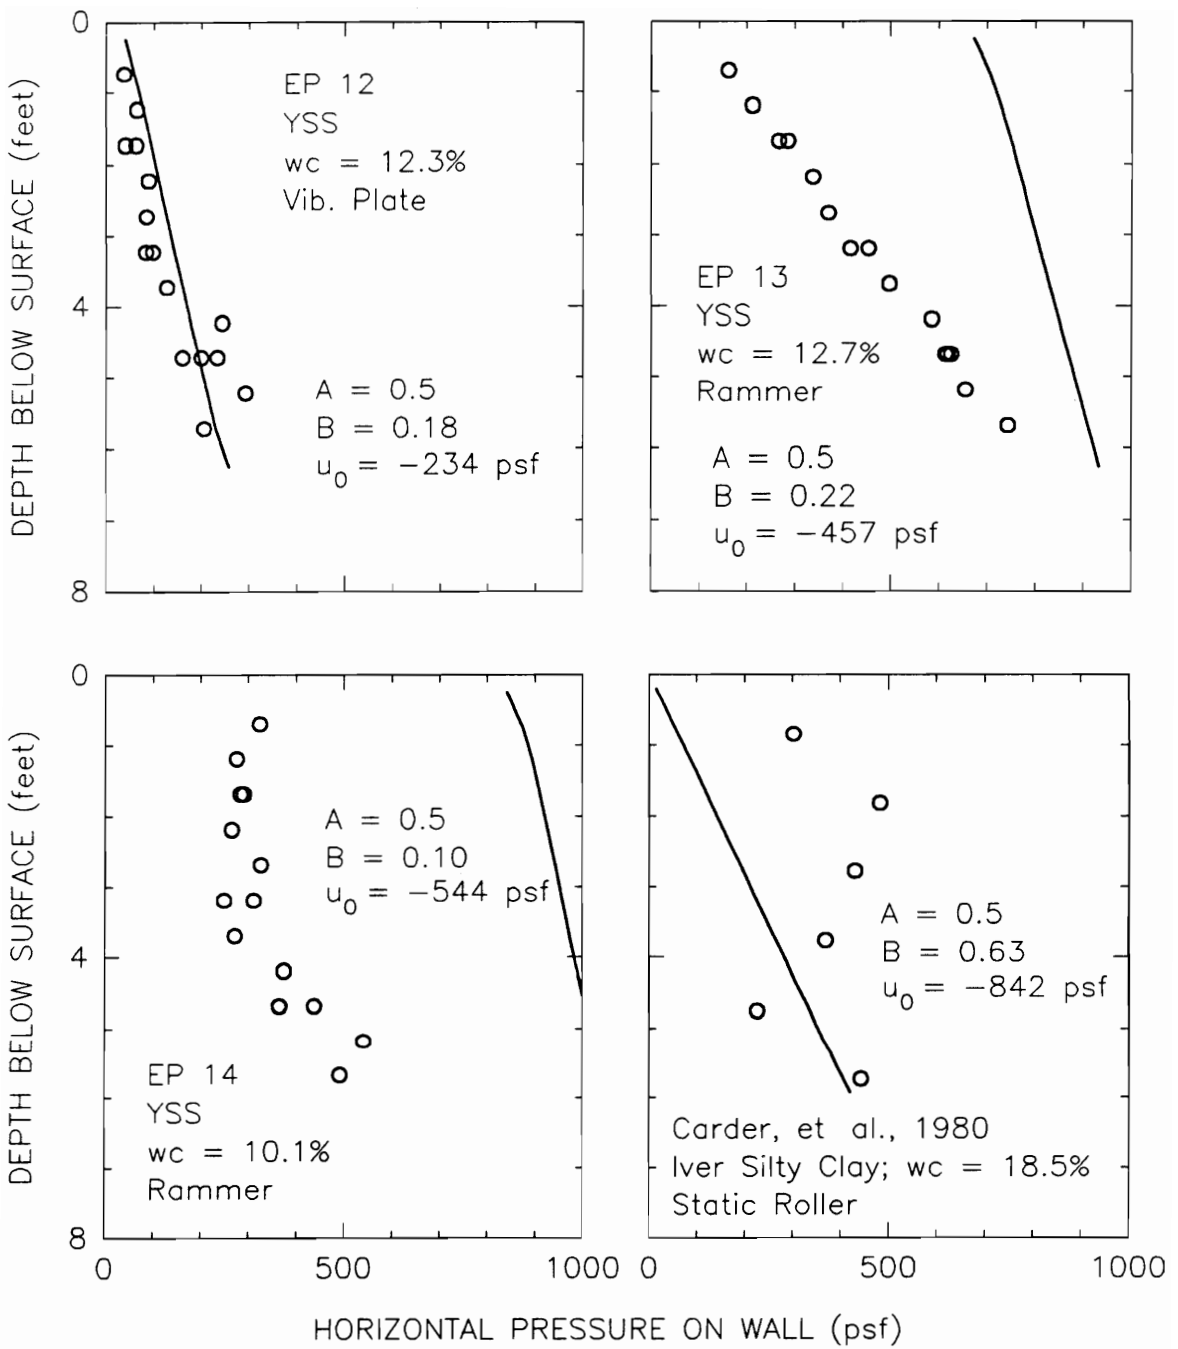 0
4
8
DEPTH BELOW SURFACE (feet)
EP 12
YSS
wc = 12.3%
Vib. Plate
A = 0.5
B = 0.18
u0 = −234 psf
EP 13
YSS
wc = 12.7%
Rammer
A = 0.5
B = 0.22
u0 = −457 psf
0
4
8
DEPTH BELOW SURFACE (feet)
A = 0.5
B = 0.10
u0 = −544 psf
EP 14
YSS
wc = 10.1%
Rammer
A = 0.5
B = 0.63
u0 = −842 psf
Carder, et al., 1980
Iver Silty Clay; wc = 18.5%
Static Roller
0 500 1000 0 500 1000
HORIZONTAL PRESSURE ON WALL (psf)